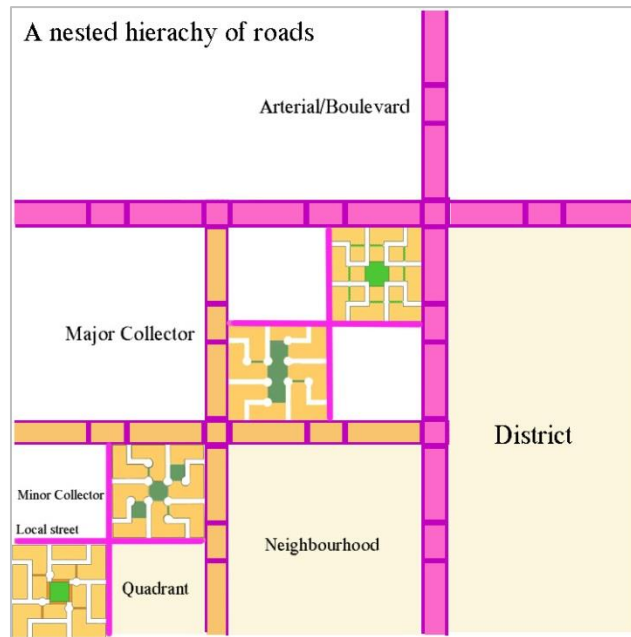 A nested hierachy of roads
Arterial/Boulevard
Major Collector
District
Minor Collector
Local street
Neighbourhood
Quadrant